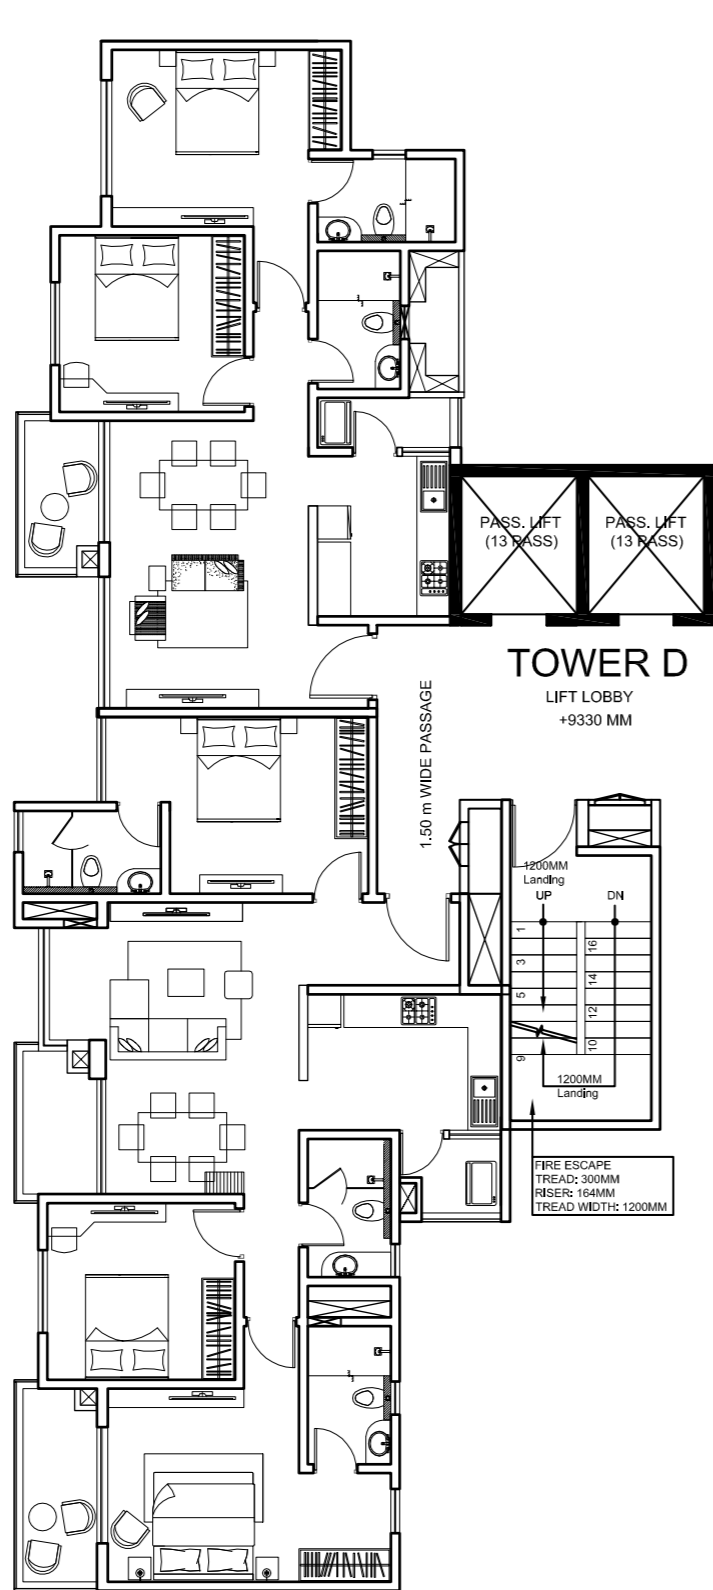 PASS. LIFT
(13 PASS)
PASS. LIFT
(13 PASS)
TOWER D
LIFT LOBBY
+9330 MM
1.50 m WIDE PASSAGE
1200MM
Landing
UP
DN
1
3
5
9
16
14
12
10
1200MM
Landing
FIRE ESCAPE
TREAD: 300MM
RISER: 164MM
TREAD WIDTH: 1200MM